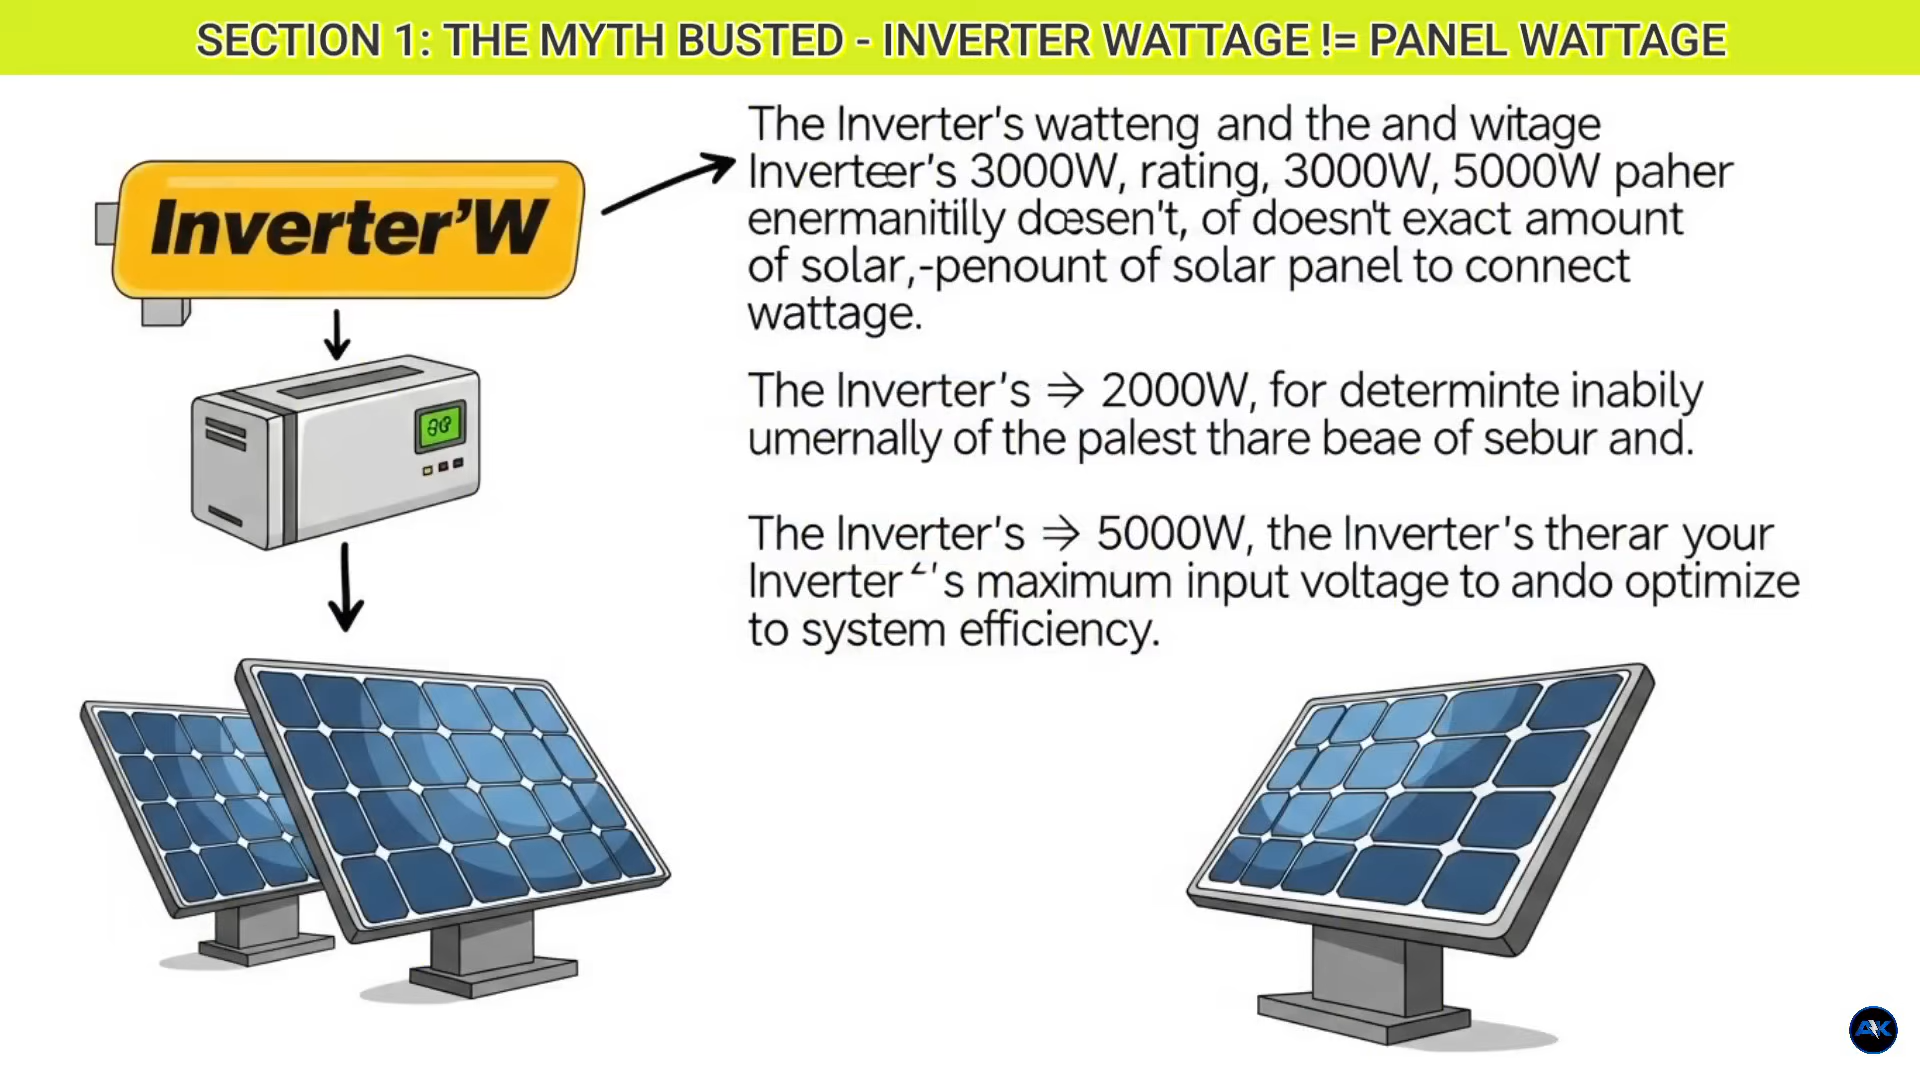 SECTION 1: THE MYTH BUSTED - INVERTER WATTAGE != PANEL WATTAGE
Inverter'W
The Inverter's watteng and the and witage
Inverteer's 3000W, rating, 3000W, 5000W paher
enermanitilly doesen't, of doesn't exact amount
of solar,-penount of solar panel to connect
wattage.
The Inverter's → 2000W, for determinte inabily
umernally of the palest thare beae of sebur and.
The Inverter's → 5000W, the Inverter's therar your
Inverter“'s maximum input voltage to ando optimize
to system efficiency.
AK